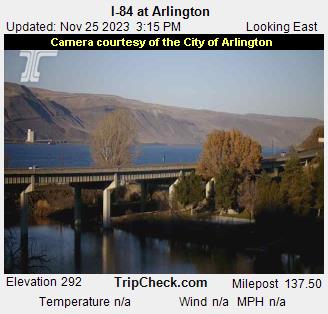 I-84 at Arlington
Updated: Nov 25 2023 3:15 PM Looking East
Camera courtesy of the City of Arlington
Elevation 292 TripCheck.com Milepost 137.50
Temperature n/a Wind n/a MPH n/a